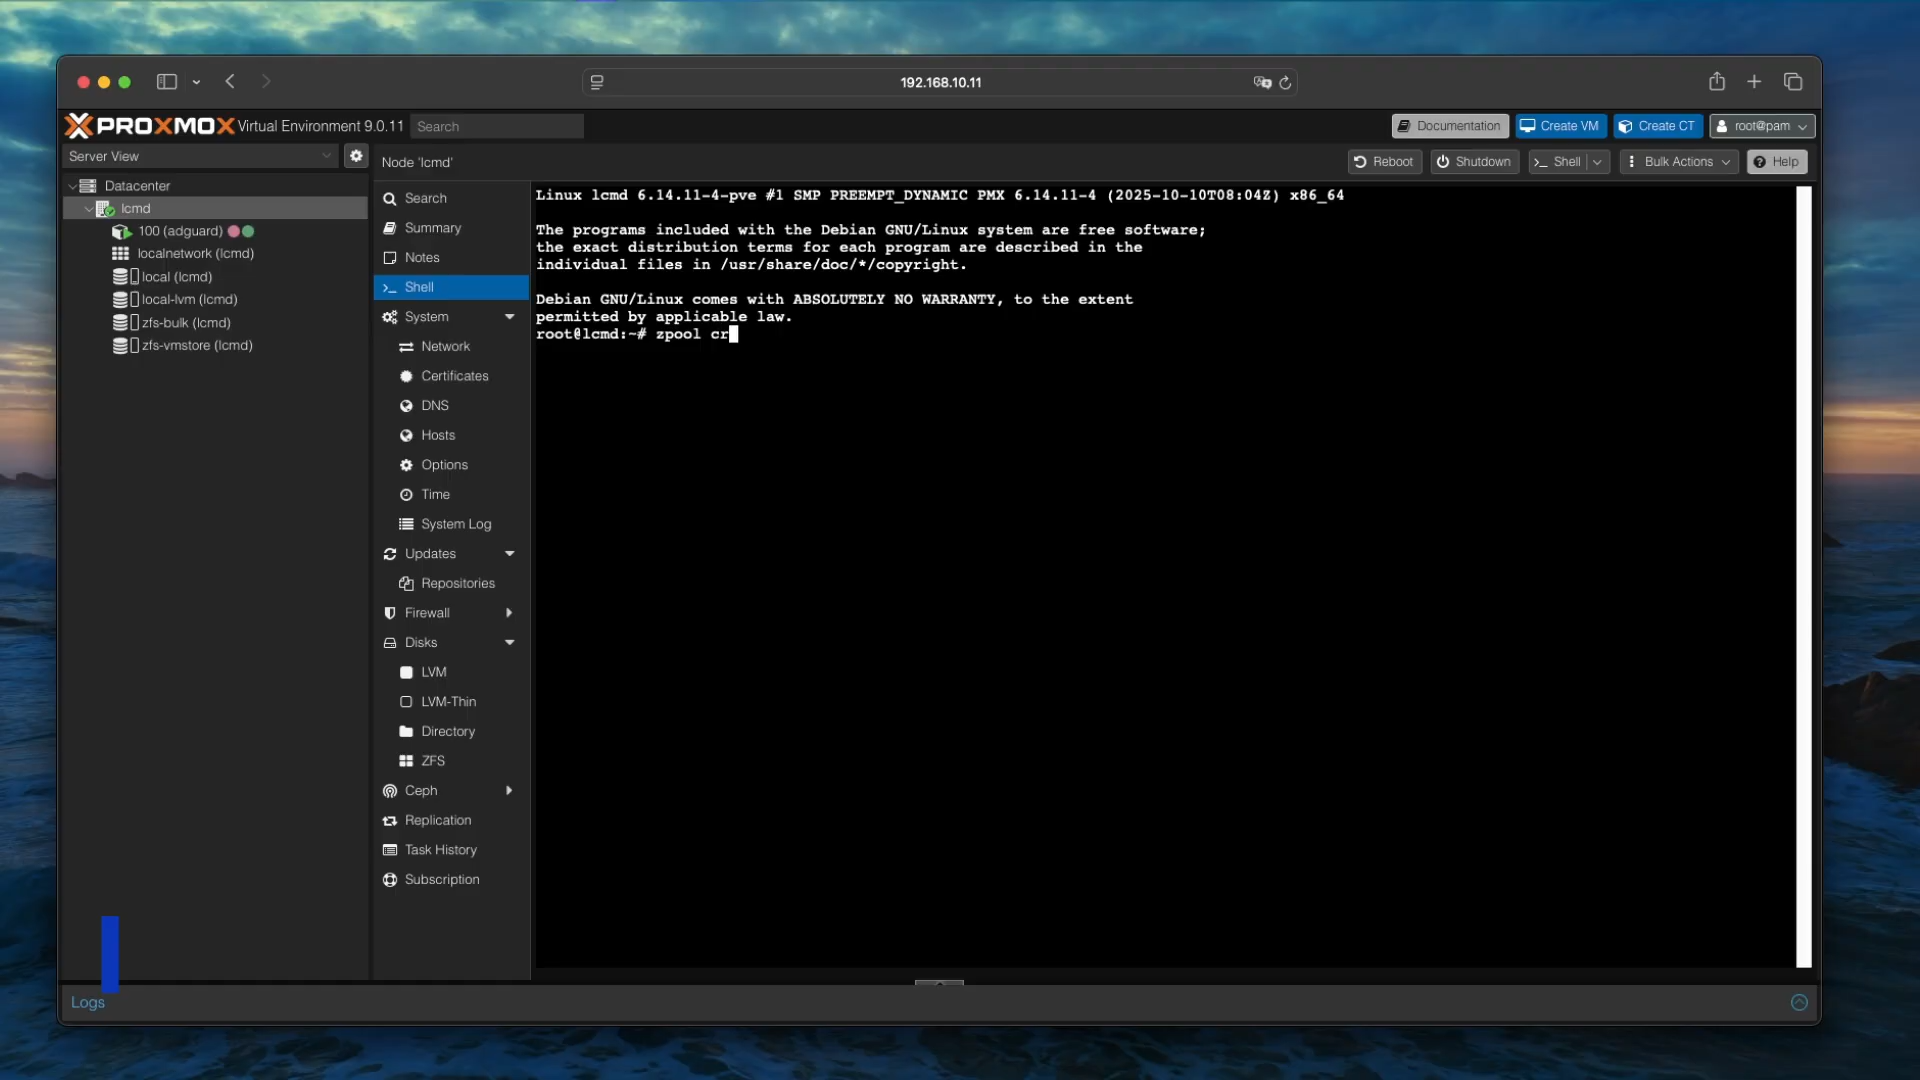 192.168.10.11
PROXMOX Virtual Environment 9.0.11 Search
Documentation Create VM Create CT root@pam
Server View
Node 'lcmd'
Reboot Shutdown >_ Shell Bulk Actions Help
Datacenter
lcmd
100 (adguard)
localnetwork (lcmd)
local (lcmd)
local-lvm (lcmd)
zfs-bulk (lcmd)
zfs-vmstore (lcmd)
Search
Summary
Notes
>_ Shell
System
Network
Certificates
DNS
Hosts
Options
Time
System Log
Updates
Repositories
Firewall
Disks
LVM
LVM-Thin
Directory
ZFS
Ceph
Replication
Task History
Subscription
Linux lcmd 6.14.11-4-pve #1 SMP PREEMPT_DYNAMIC PMX 6.14.11-4 (2025-10-10T08:04Z) x86_64
The programs included with the Debian GNU/Linux system are free software;
the exact distribution terms for each program are described in the
individual files in /usr/share/doc/*/copyright.
Debian GNU/Linux comes with ABSOLUTELY NO WARRANTY, to the extent
permitted by applicable law.
root@lcmd:~# zpool cr
Logs